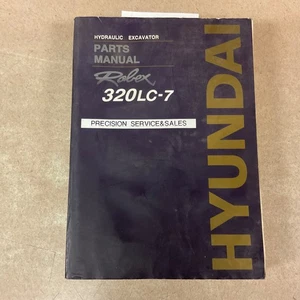 HYDRAULIC EXCAVATOR
PARTS
MANUAL
Robex
320LC-7
PRECISION SERVICE&SALES
HYUNDAI